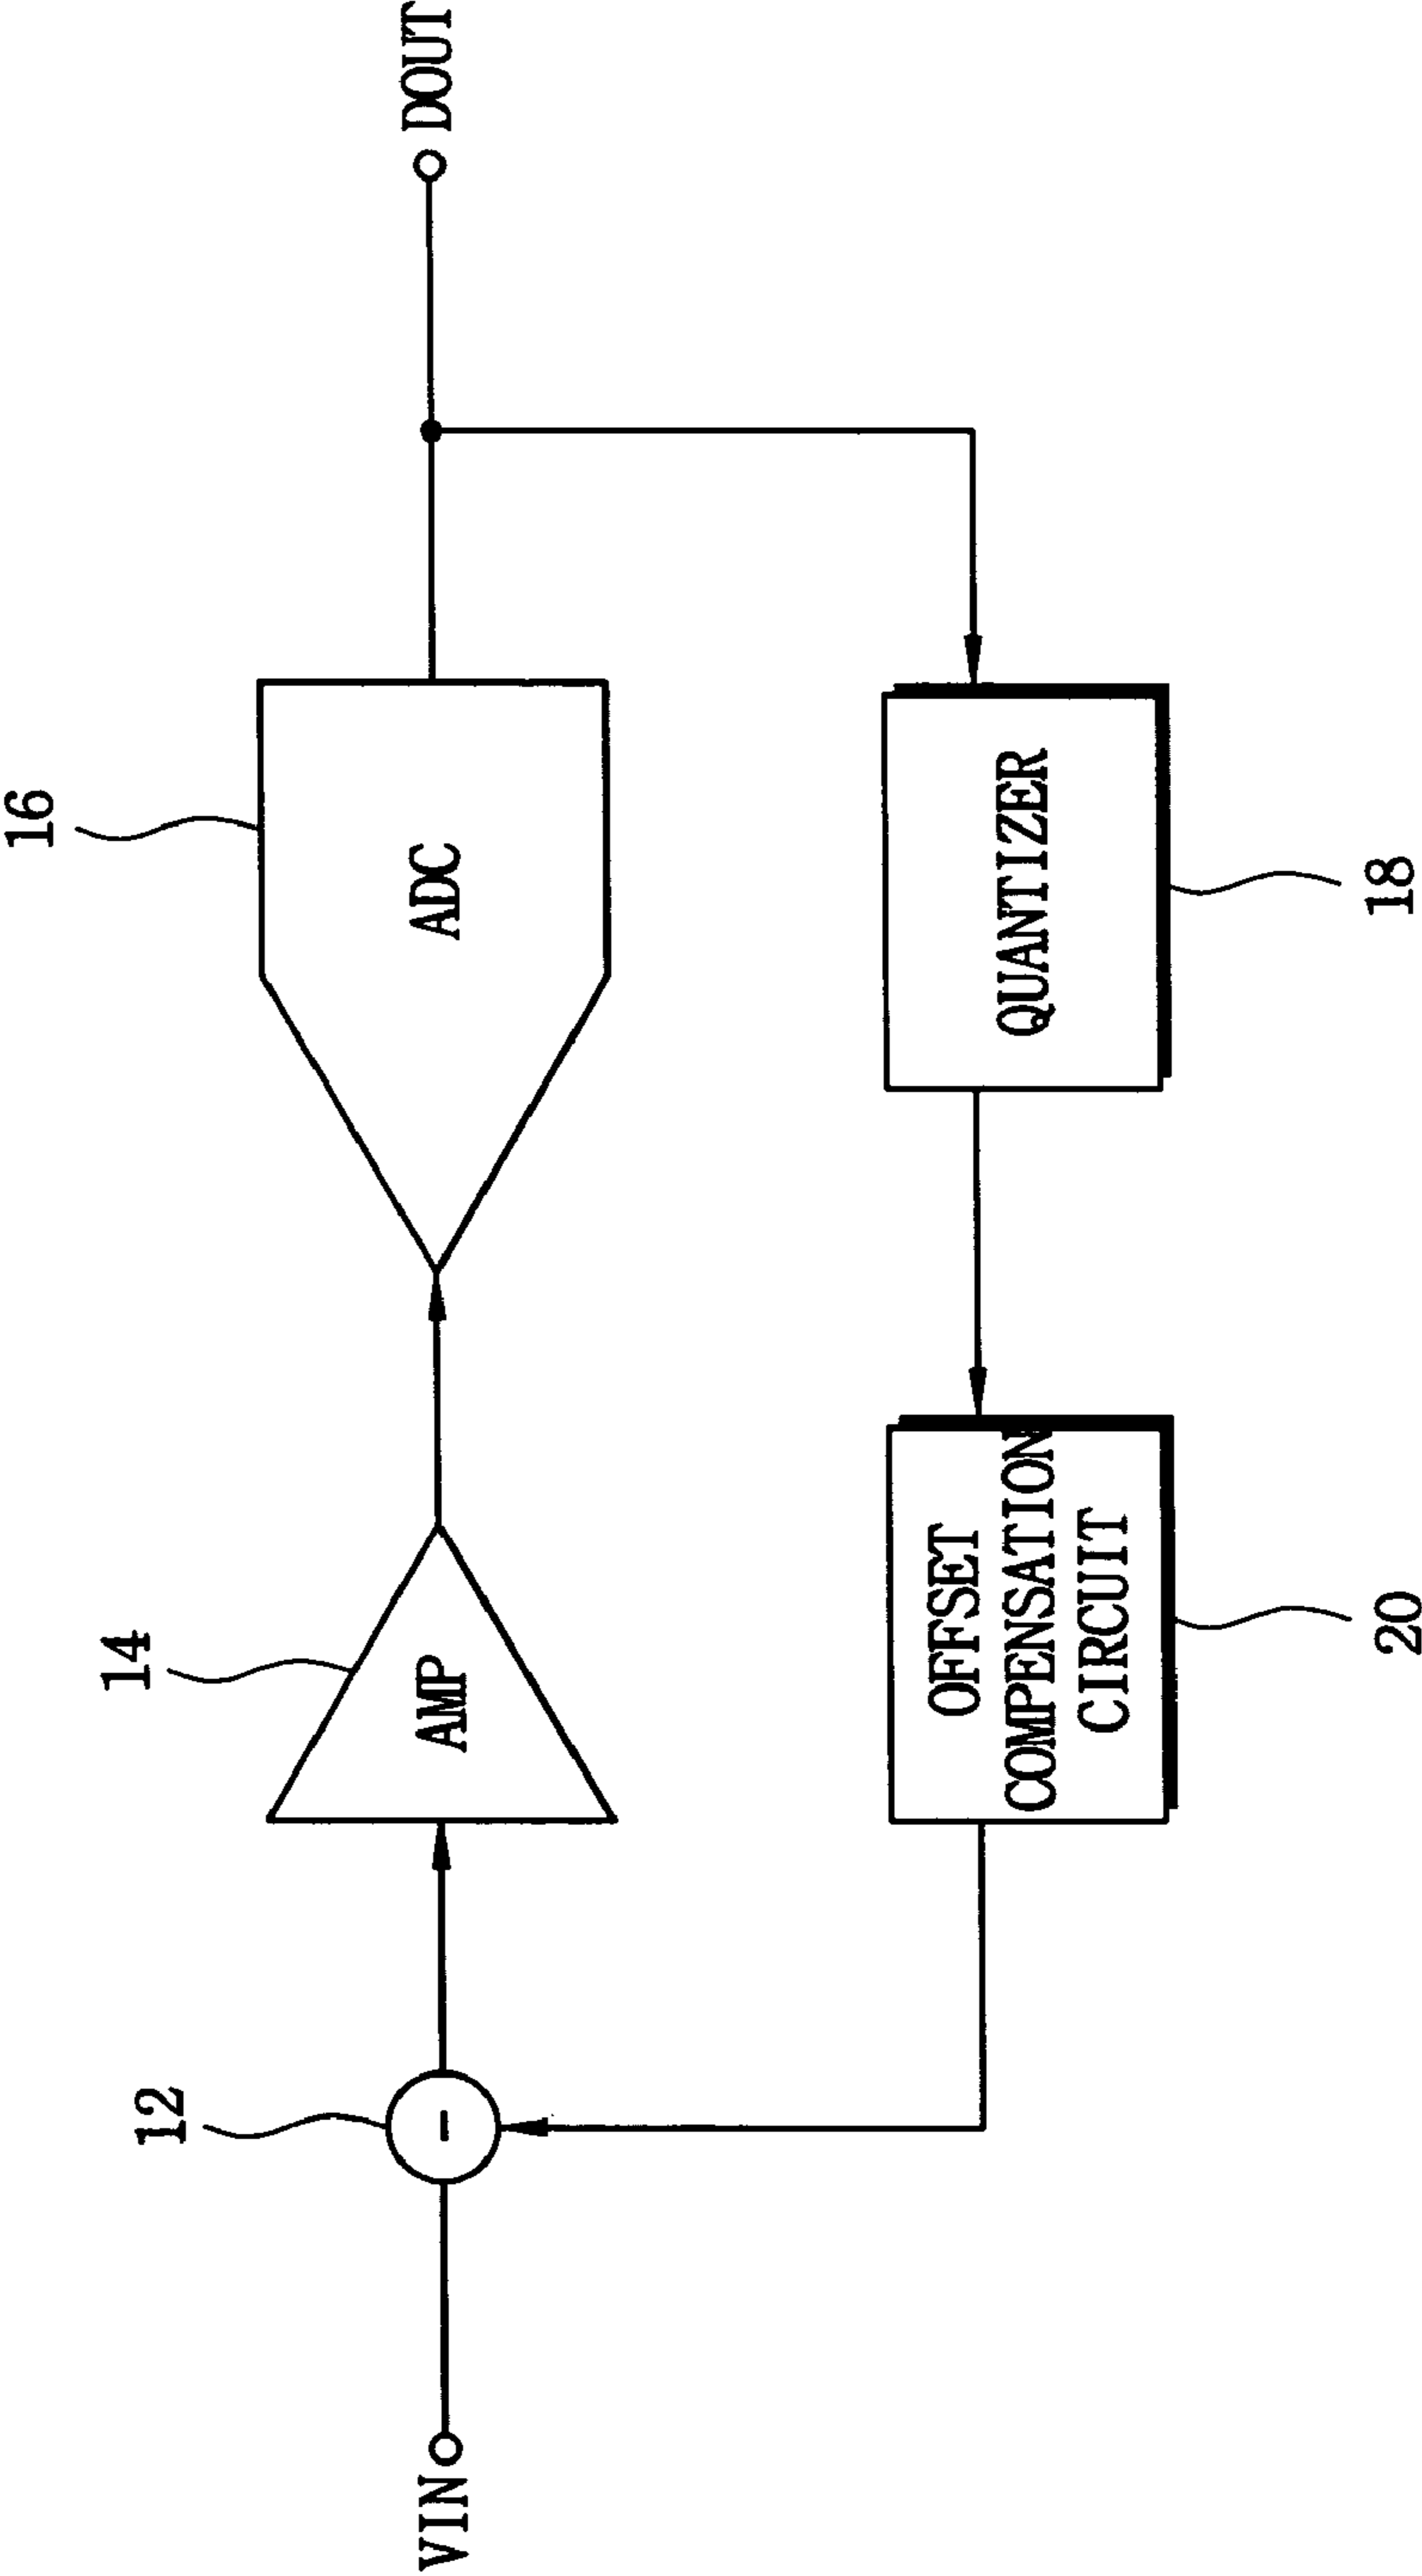 16
14
12
ADC
AMP
VIN
DOUT
QUANTIZER
OFFSET
COMPENSATION
CIRCUIT
18
20